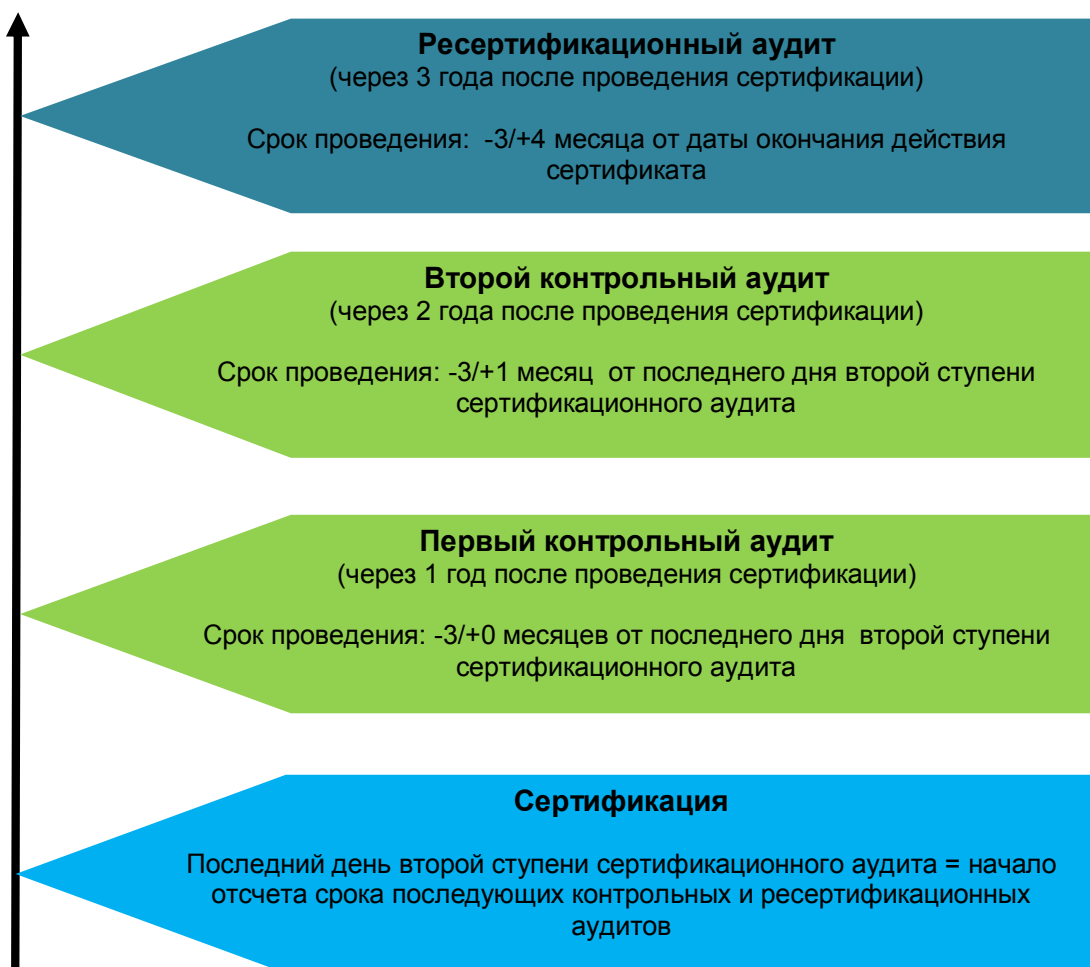 Ресертификационный аудит
(через 3 года после проведения сертификации)
Срок проведения: -3/+4 месяца от даты окончания действия
сертификата
Второй контрольный аудит
(через 2 года после проведения сертификации)
Срок проведения: -3/+1 месяц от последнего дня второй ступени
сертификационного аудита
Первый контрольный аудит
(через 1 год после проведения сертификации)
Срок проведения: -3/+0 месяцев от последнего дня второй ступени
сертификационного аудита
Сертификация
Последний день второй ступени сертификационного аудита = начало
отсчета срока последующих контрольных и ресертификационных
аудитов